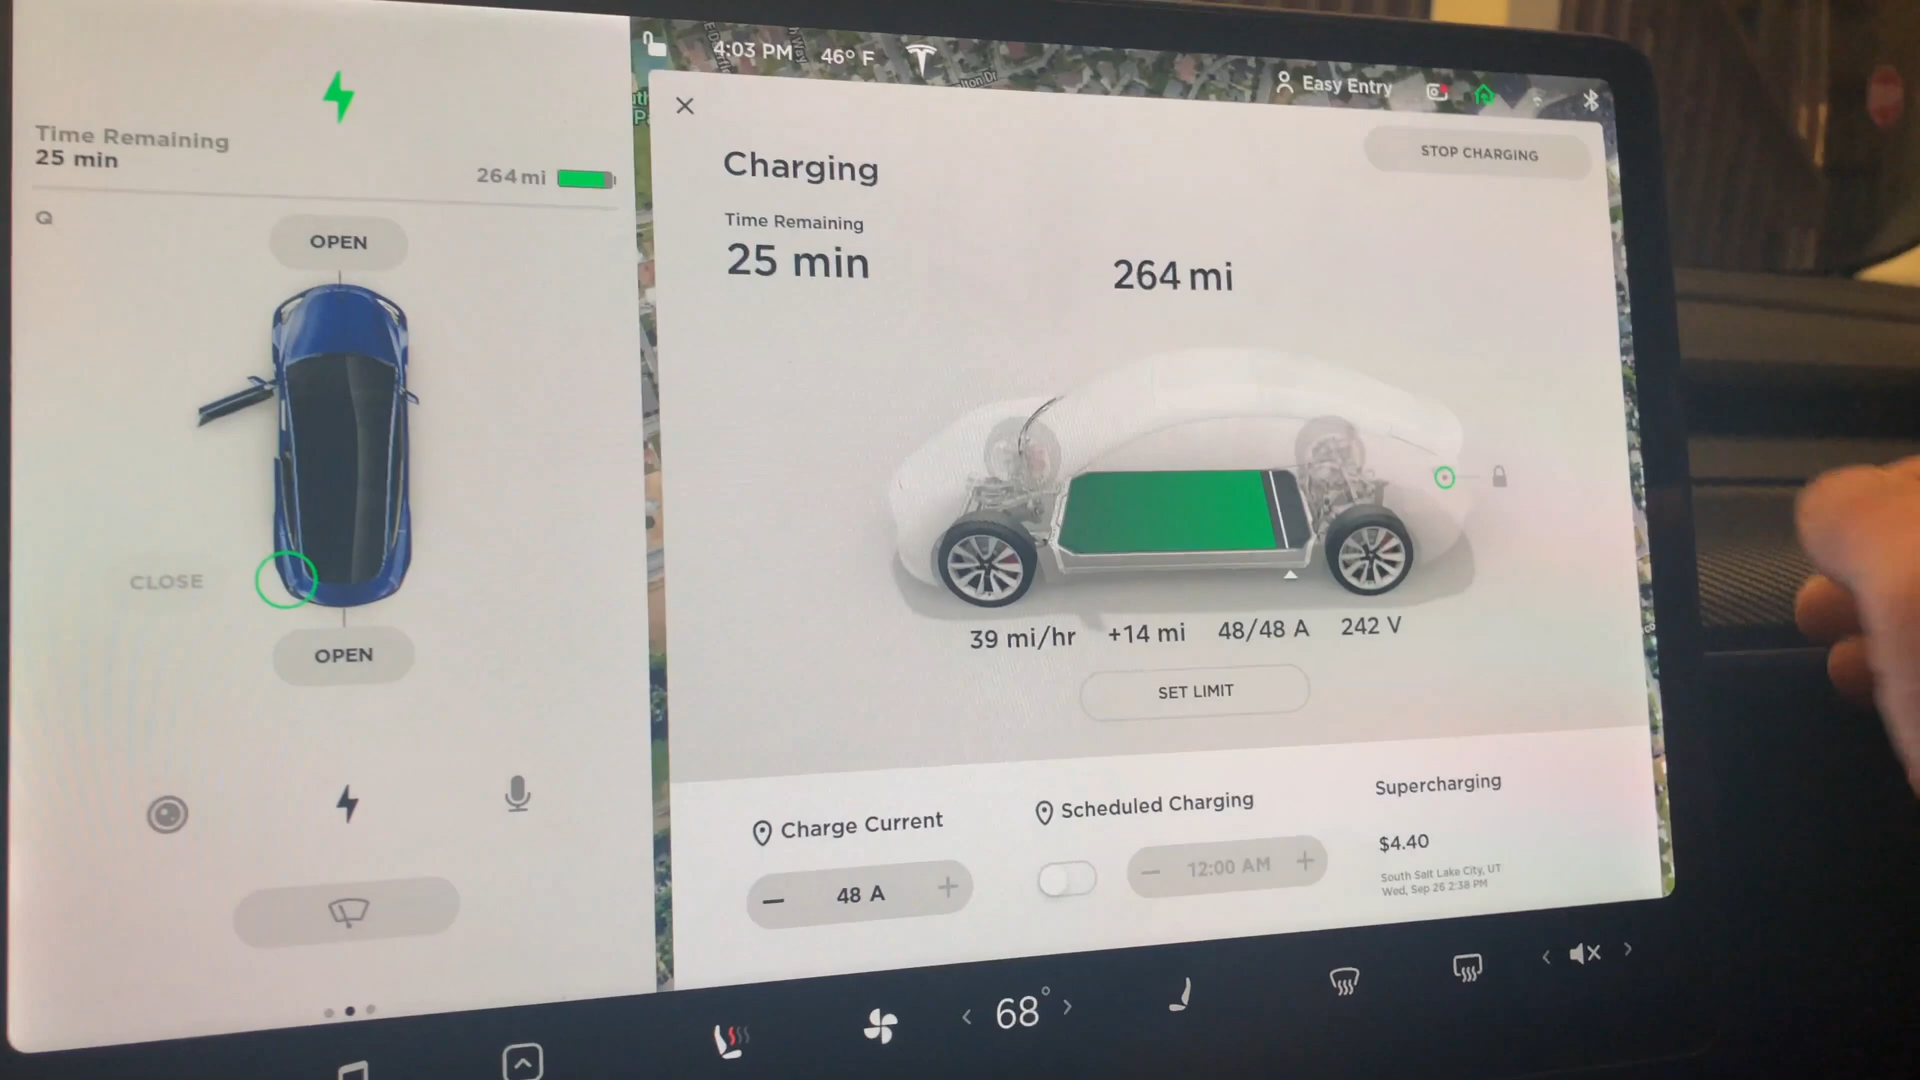 Time Remaining
25 min
264 mi
OPEN
CLOSE
OPEN
4:03 PM
46° F
lton Dr
Easy Entry
STOP CHARGING
Charging
Time Remaining
25 min
264 mi
39 mi/hr +14 mi 48/48 A 242 V
SET LIMIT
Charge Current
48 A
Scheduled Charging
12:00 AM
Supercharging
$4.40
South Salt Lake City, UT
Wed, Sep 26 2:38 PM
68°